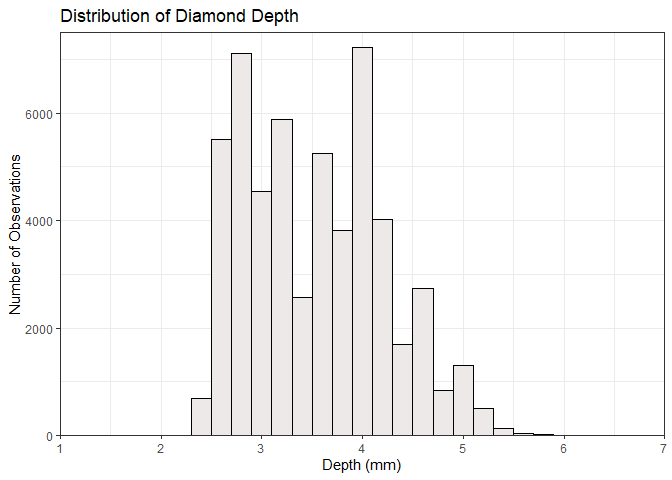 Distribution of Diamond Depth
Number of Observations
6000
4000
2000
0
1 2 3 4 5 6 7
Depth (mm)